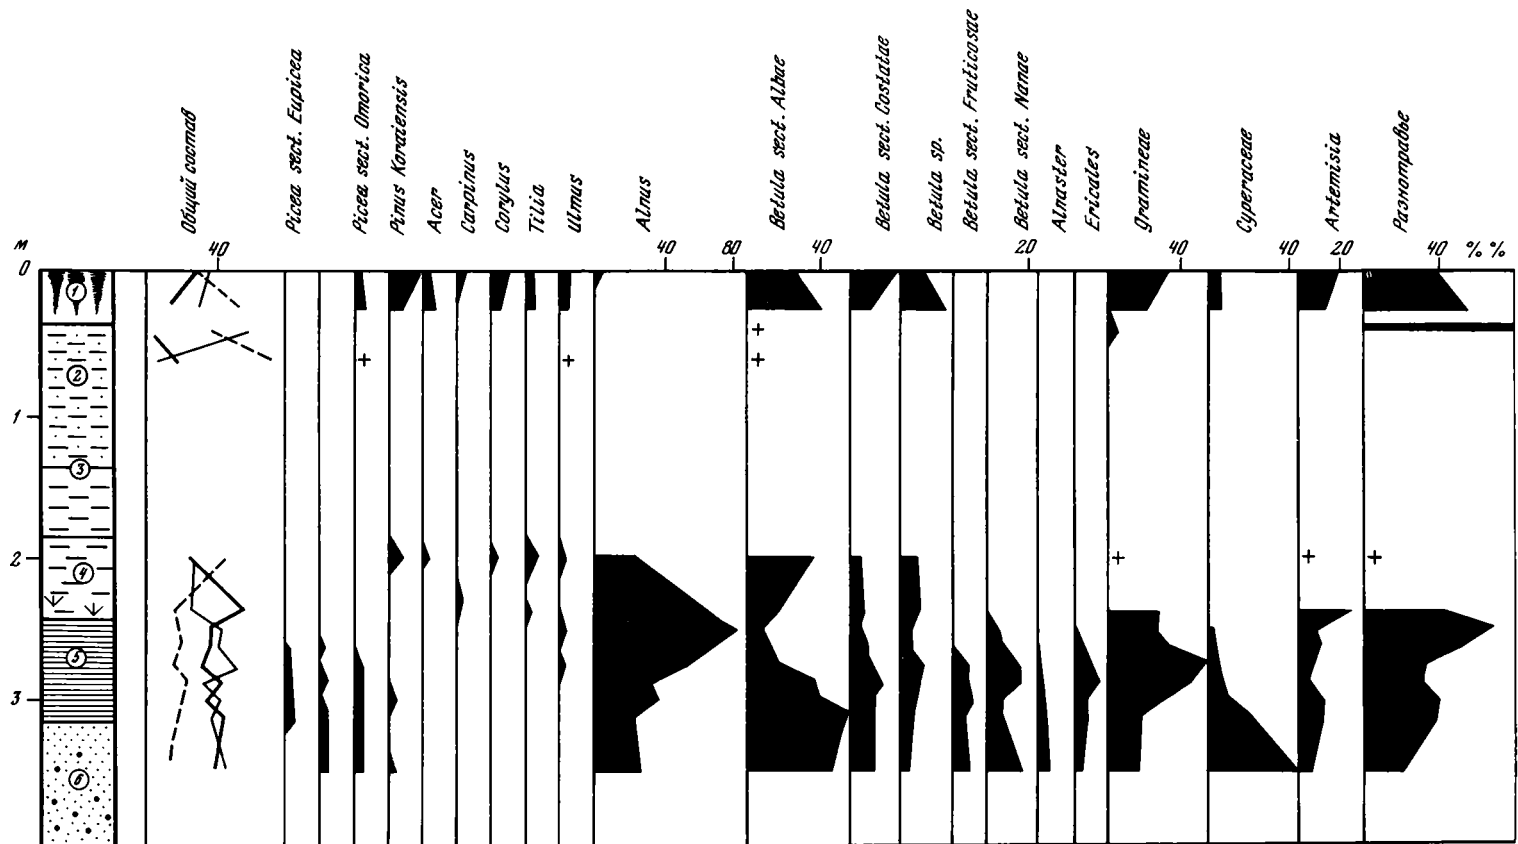 Общий состав
Picea sect. Eupicea
Picea sect. Omorica
Pinus Koraiensis
Acer
Carpinus
Corylus
Tilia
Ulmus
Alnus
Betula sect. Albae
Betula sect. Costatae
Betula sp.
Betula sect. Fruticosae
Betula sect. Nanae
Alnaster
Ericales
Gramineae
Cyperaceae
Artemisia
Разнотравье
м 40 40 80 40 20 40 40 20 40 % %
0
1
2
1
3
2
4
5
3
6